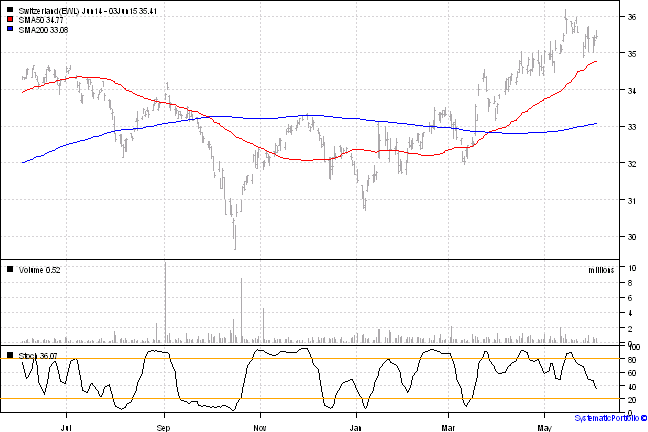 Switzerland(EWL) Jun14 - 03Jun15 35.41
SMA50 34.77
SMA200 33.08
36
35
34
33
32
31
30
Volume 0.52
millions
10
8
6
4
2
0
Stoch 36.07
100
80
60
40
20
0
Jul
Sep
Nov
Jan
Mar
May
SystematicPortfolio ©